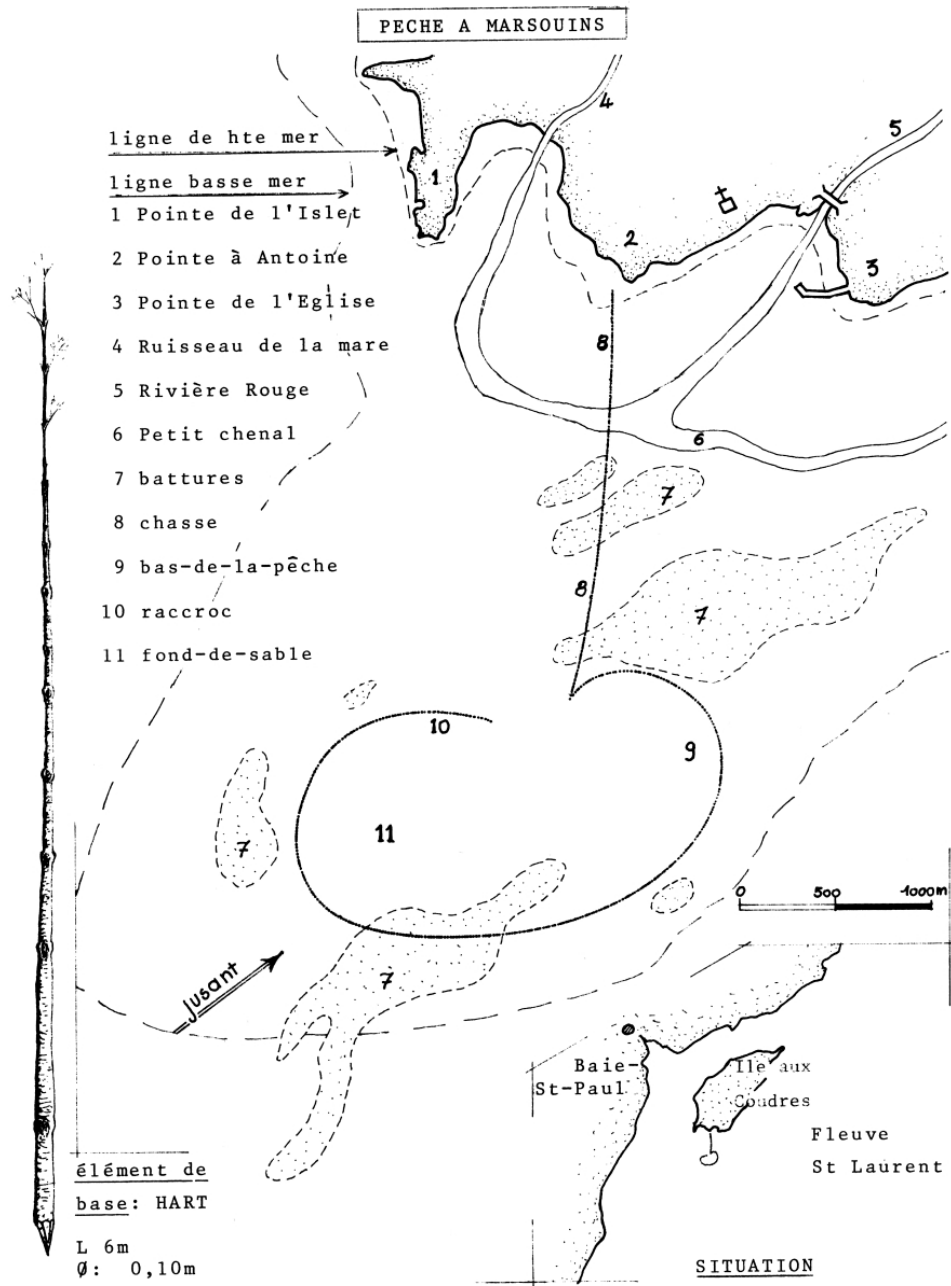 PECHE A MARSOUINS
ligne de hte mer
ligne basse mer
1 Pointe de l'Islet
2 Pointe à Antoine
3 Pointe de l'Eglise
4 Ruisseau de la mare
5 Rivière Rouge
6 Petit chenal
7 battures
8 chasse
9 bas-de-la-pêche
10 raccroc
11 fond-de-sable
4
5
1
2
3
8
6
7
8
7
10
9
11
7
0 500 1000m
7
Jusant
Baie-
St-Paul
Ile aux
Coudres
Fleuve
St Laurent
élément de
base: HART
L 6m
Ø: 0,10m
SITUATION